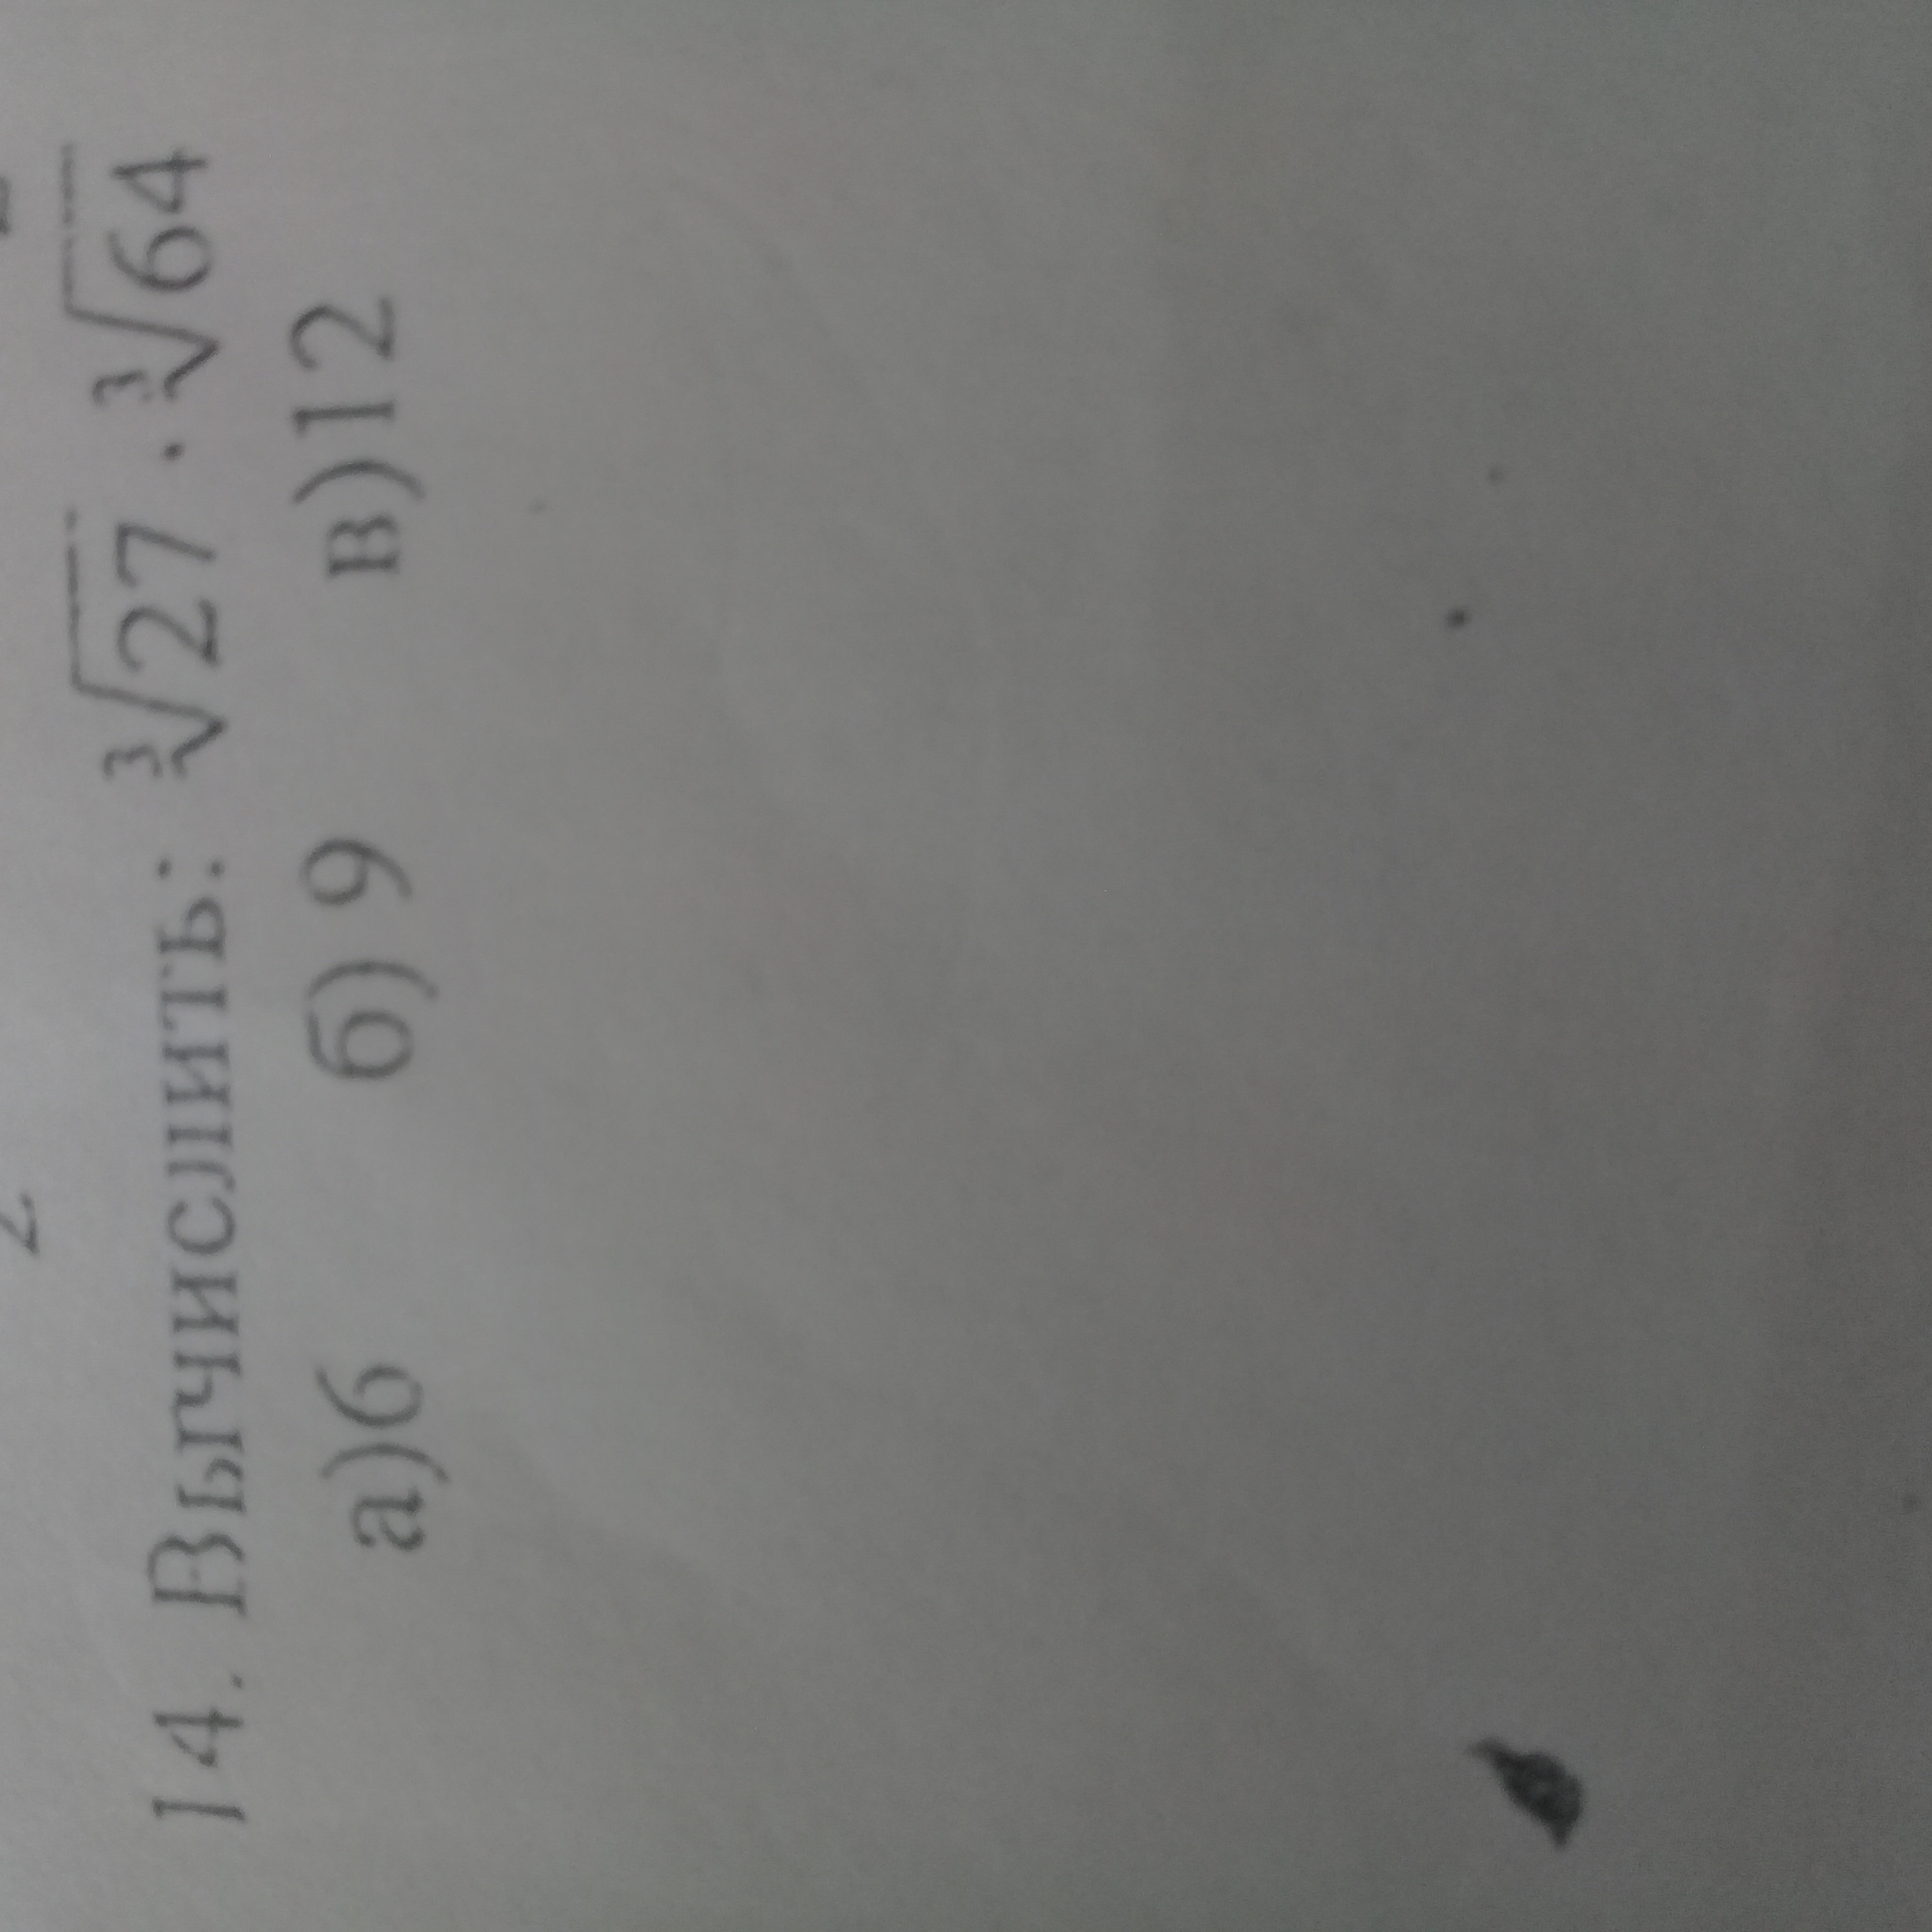 14. Вычислить: ∛27 · ∛64
а)6 б) 9 в)12